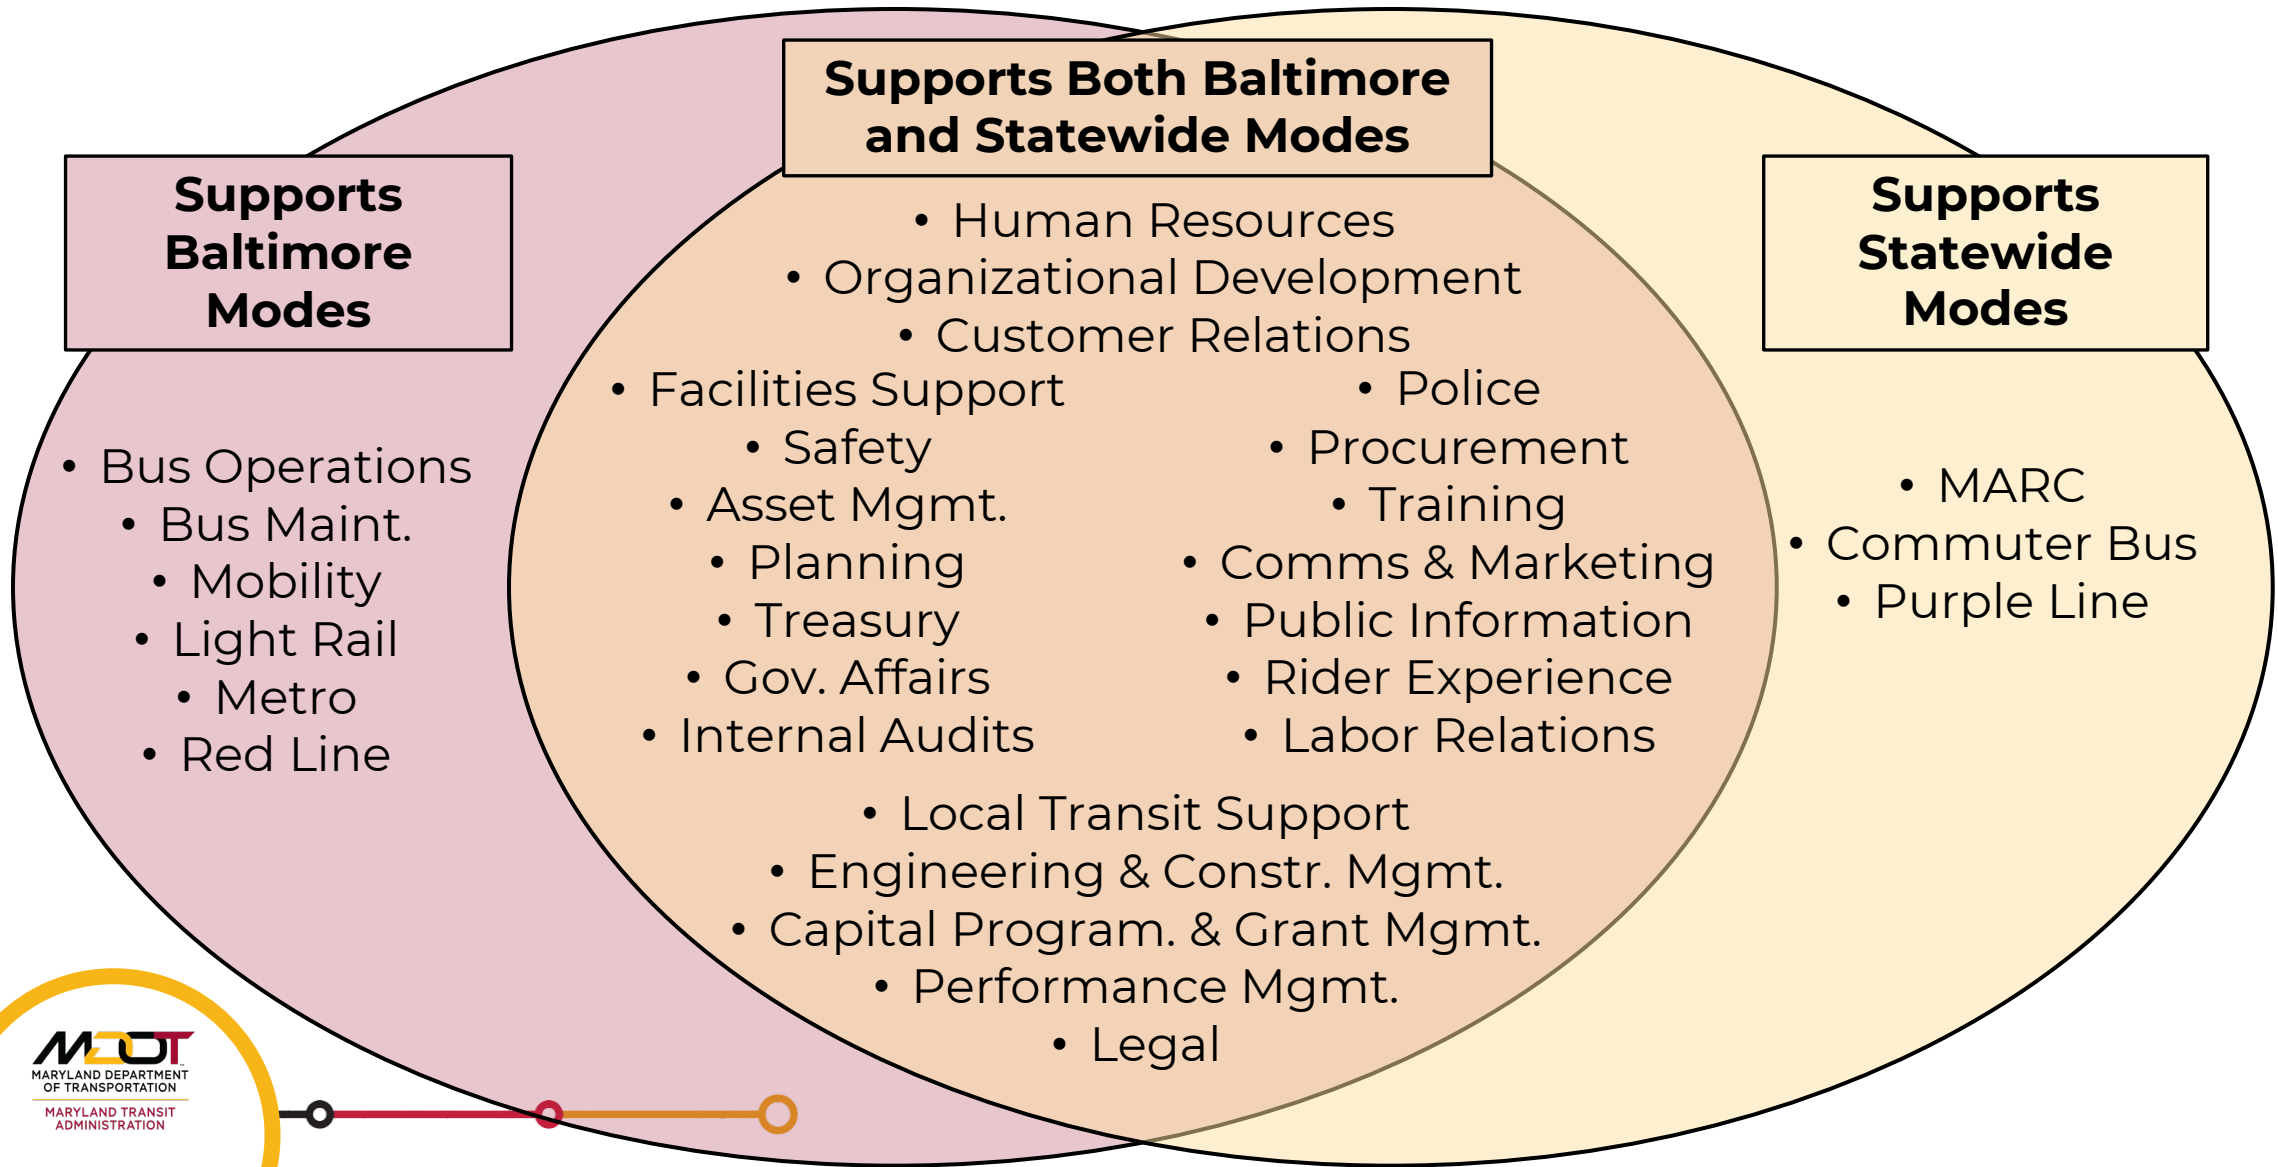 Supports Both Baltimore
and Statewide Modes
Supports
Baltimore
Modes
Supports
Statewide
Modes
• Bus Operations
• Bus Maint.
• Mobility
• Light Rail
• Metro
• Red Line
• Human Resources
• Organizational Development
• Customer Relations
• Facilities Support
• Safety
• Asset Mgmt.
• Planning
• Treasury
• Gov. Affairs
• Internal Audits
• Police
• Procurement
• Training
• Comms & Marketing
• Public Information
• Rider Experience
• Labor Relations
• Local Transit Support
• Engineering & Constr. Mgmt.
• Capital Program. & Grant Mgmt.
• Performance Mgmt.
• Legal
• MARC
• Commuter Bus
• Purple Line
MDOT
MARYLAND DEPARTMENT
OF TRANSPORTATION
MARYLAND TRANSIT
ADMINISTRATION